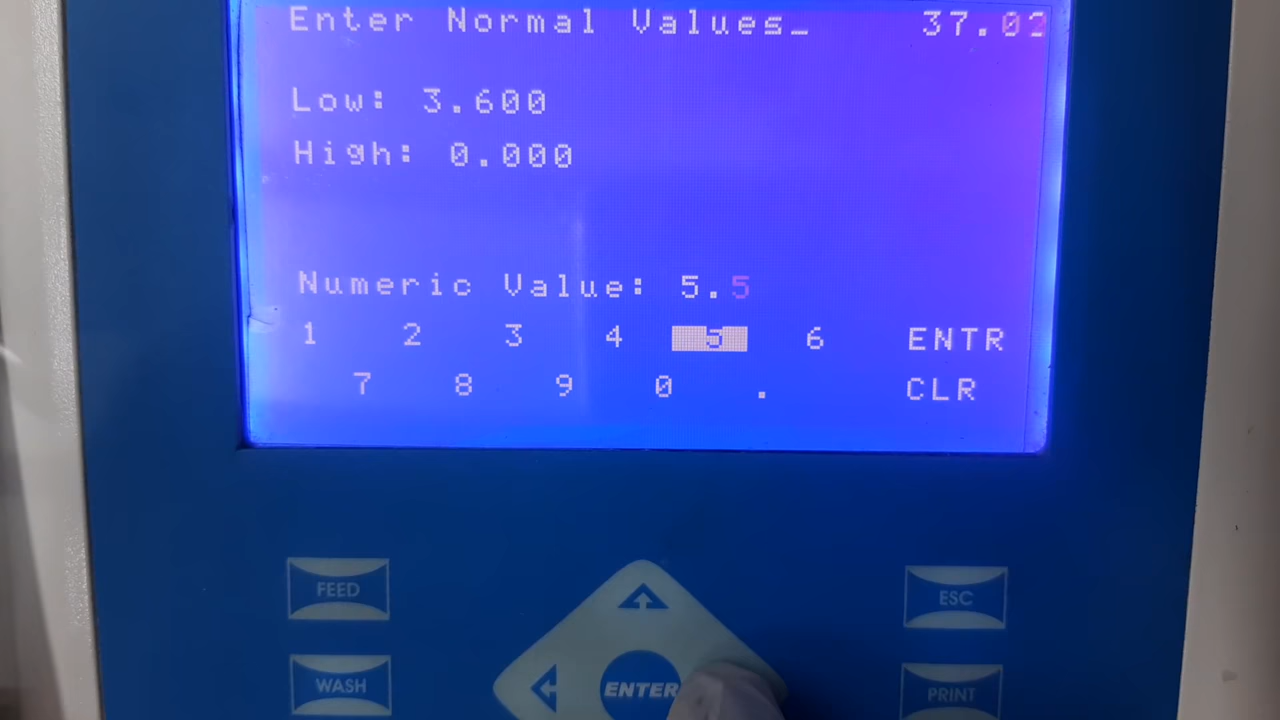 Enter Normal Values_ 37.02
Low: 3.600
High: 0.000
Numeric Value: 5.5
1 2 3 4 5 6 ENTR
7 8 9 0 . CLR
FEED ESC
WASH ENTER PRINT